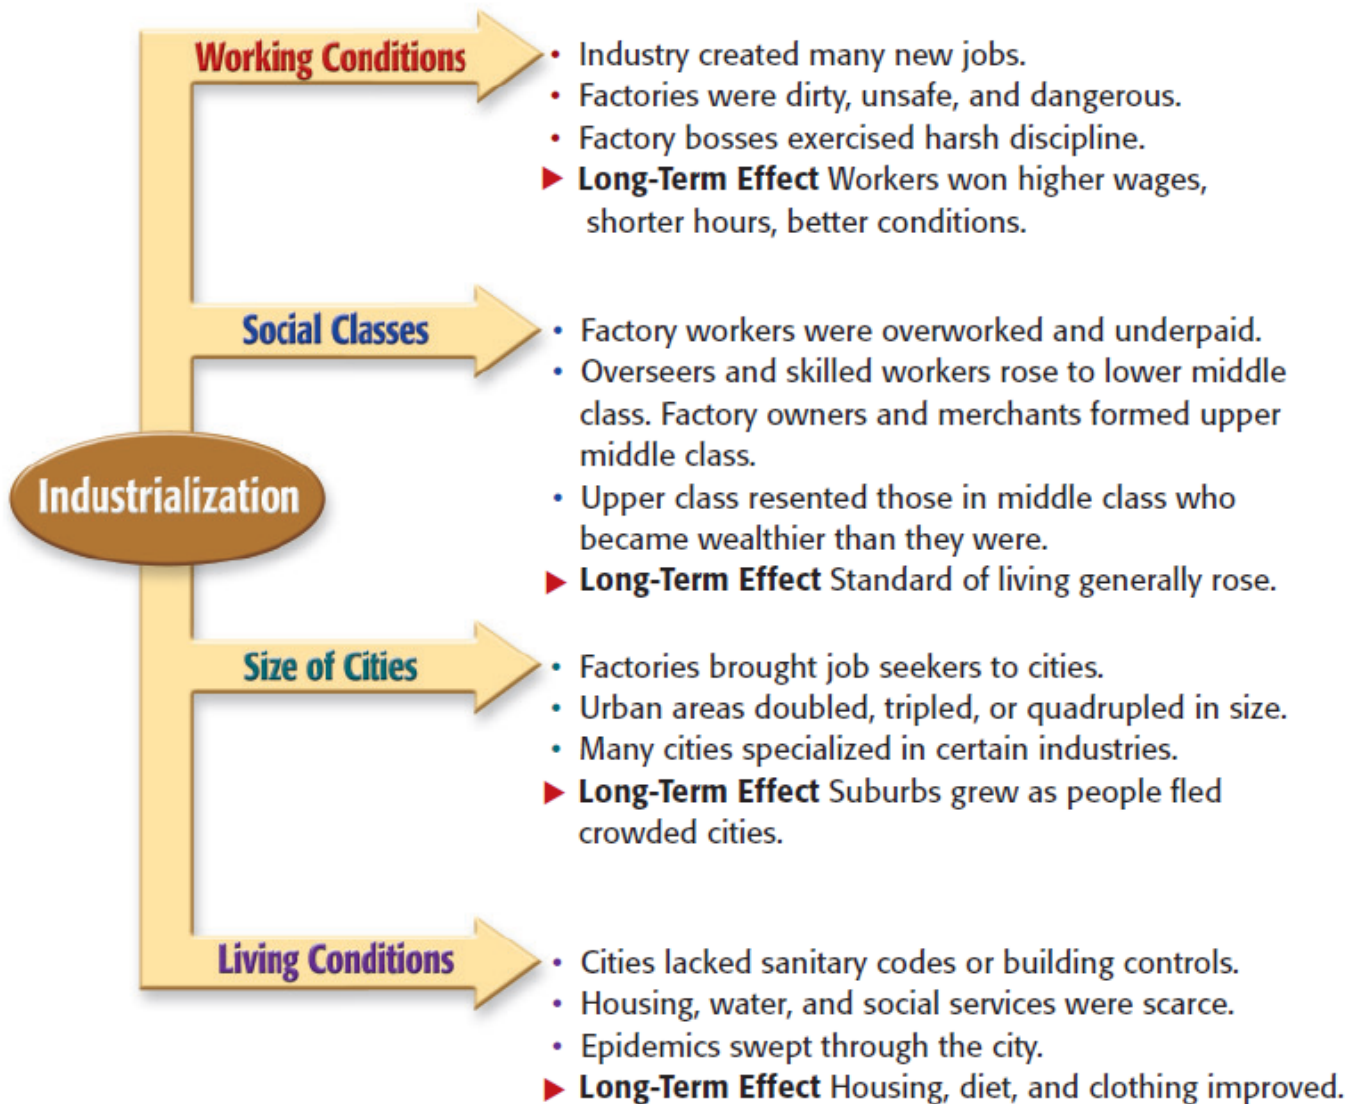 Industrialization
Working Conditions
• Industry created many new jobs.
• Factories were dirty, unsafe, and dangerous.
• Factory bosses exercised harsh discipline.
▶ Long-Term Effect Workers won higher wages,
shorter hours, better conditions.
Social Classes
• Factory workers were overworked and underpaid.
• Overseers and skilled workers rose to lower middle
class. Factory owners and merchants formed upper
middle class.
• Upper class resented those in middle class who
became wealthier than they were.
▶ Long-Term Effect Standard of living generally rose.
Size of Cities
• Factories brought job seekers to cities.
• Urban areas doubled, tripled, or quadrupled in size.
• Many cities specialized in certain industries.
▶ Long-Term Effect Suburbs grew as people fled
crowded cities.
Living Conditions
• Cities lacked sanitary codes or building controls.
• Housing, water, and social services were scarce.
• Epidemics swept through the city.
▶ Long-Term Effect Housing, diet, and clothing improved.